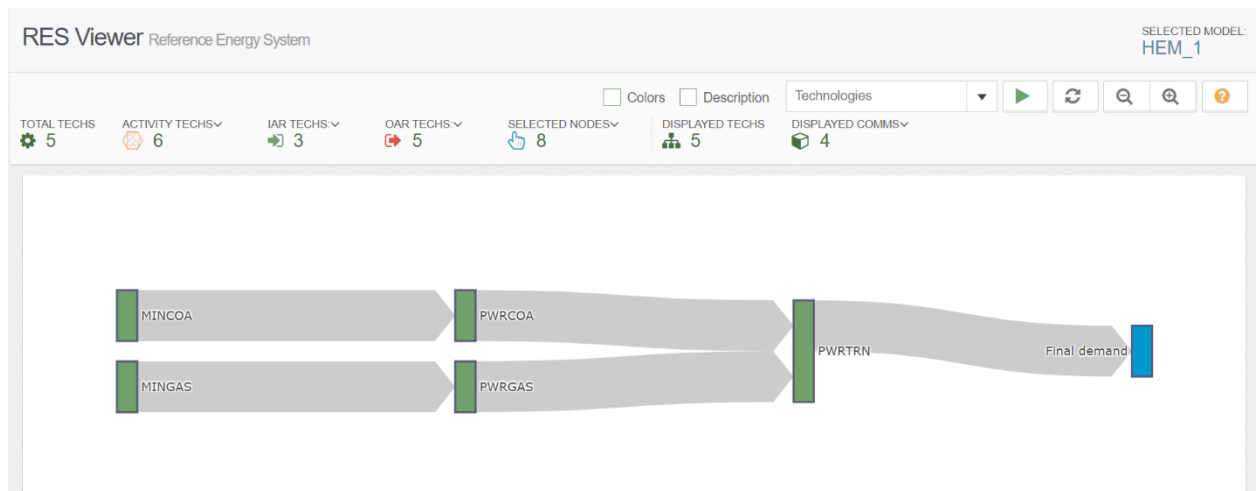 RES Viewer Reference Energy System
SELECTED MODEL:
HEM_1
Colors Description Technologies
TOTAL TECHS
5
ACTIVITY TECHS
6
IAR TECHS:
3
OAR TECHS:
5
SELECTED NODES
8
DISPLAYED TECHS
5
DISPLAYED COMMS
4
MINCOA
PWRCOA
PWRTRN
Final demand
MINGAS
PWRGAS